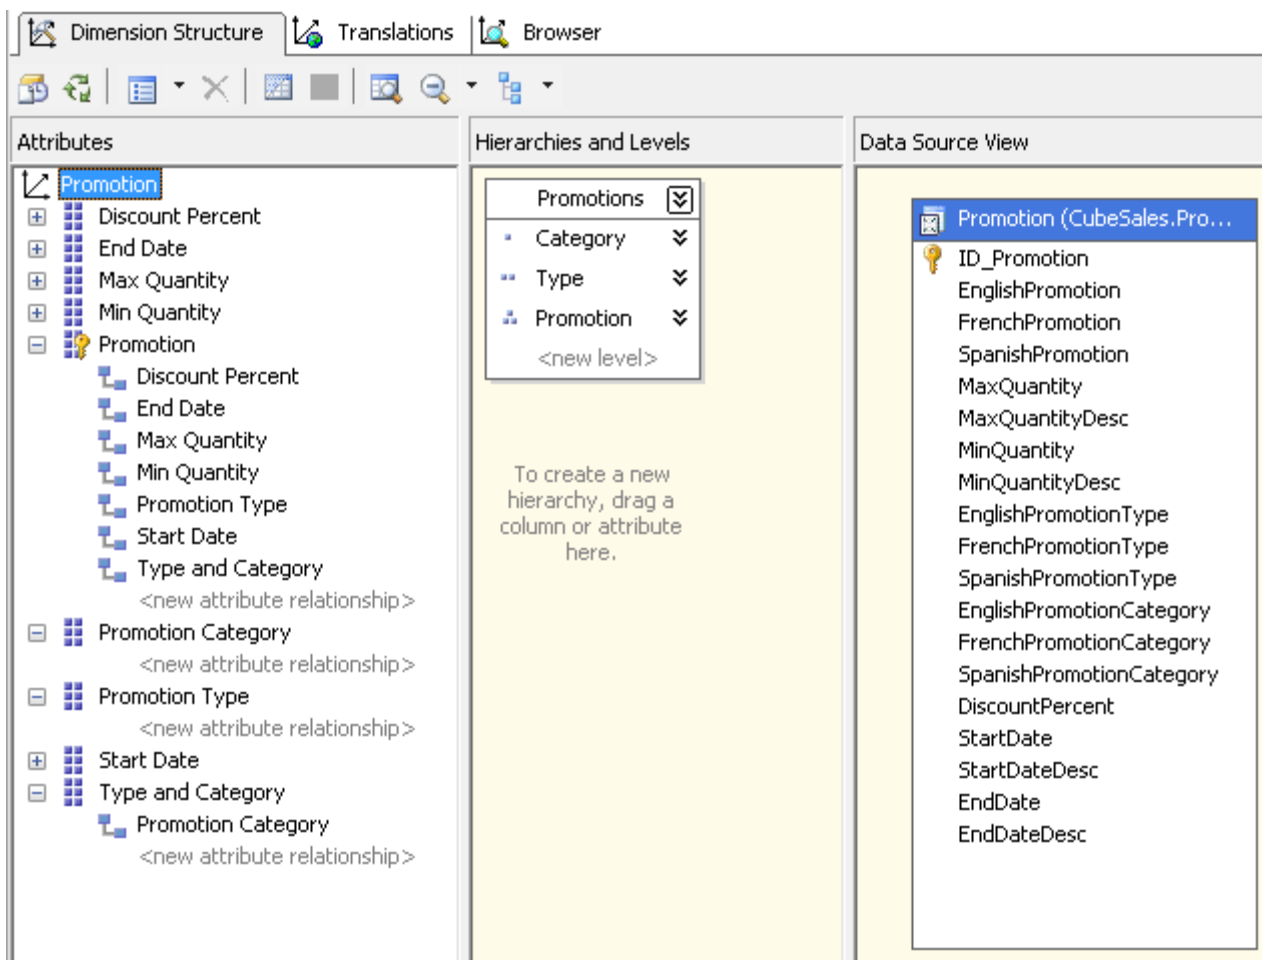 Dimension Structure
Translations
Browser
Attributes
Promotion
Discount Percent
End Date
Max Quantity
Min Quantity
Promotion
Discount Percent
End Date
Max Quantity
Min Quantity
Promotion Type
Start Date
Type and Category
<new attribute relationship>
Promotion Category
<new attribute relationship>
Promotion Type
<new attribute relationship>
Start Date
Type and Category
Promotion Category
<new attribute relationship>
Hierarchies and Levels
Promotions
Category
Type
Promotion
<new level>
To create a new
hierarchy, drag a
column or attribute
here.
Data Source View
Promotion (CubeSales.Pro...
ID_Promotion
EnglishPromotion
FrenchPromotion
SpanishPromotion
MaxQuantity
MaxQuantityDesc
MinQuantity
MinQuantityDesc
EnglishPromotionType
FrenchPromotionType
SpanishPromotionType
EnglishPromotionCategory
FrenchPromotionCategory
SpanishPromotionCategory
DiscountPercent
StartDate
StartDateDesc
EndDate
EndDateDesc